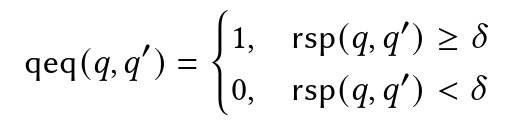 qeq(q, q′) = { 1, rsp(q, q′) ≥ δ
0, rsp(q, q′) < δ